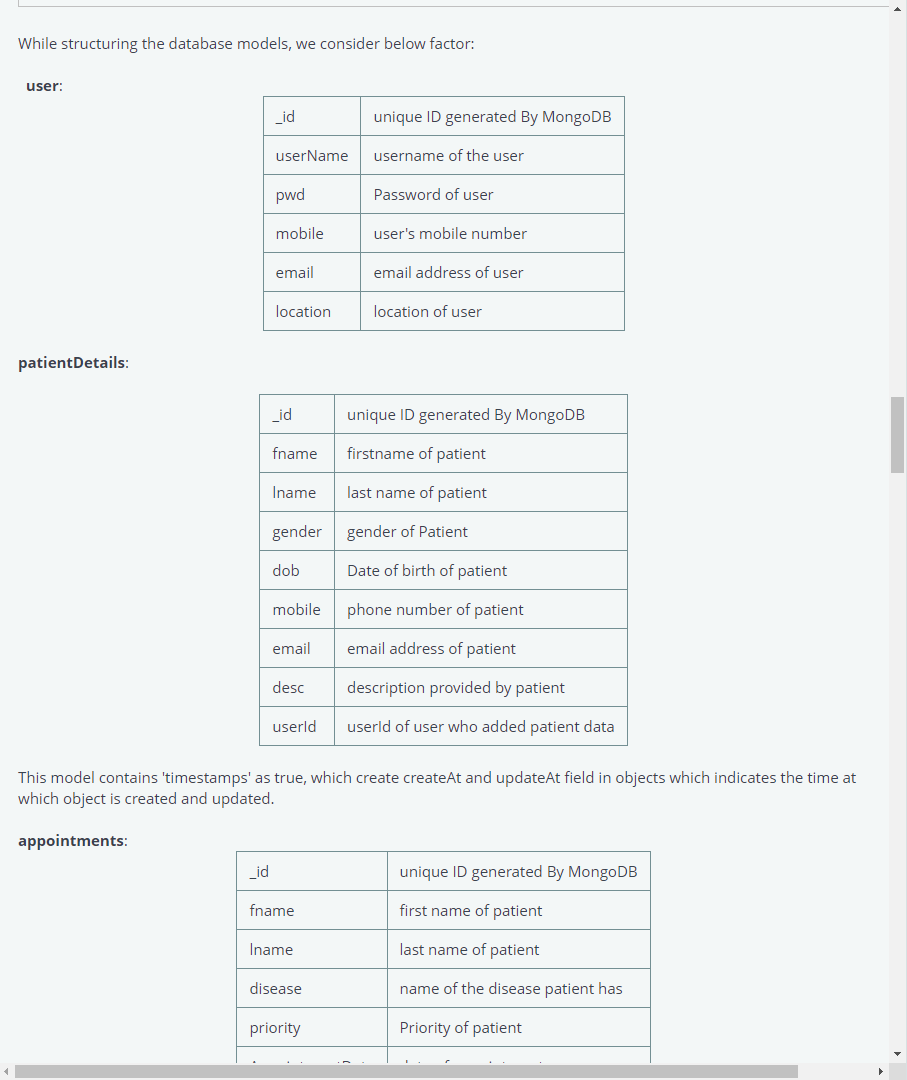 While structuring the database models, we consider below factor:
user:
_id unique ID generated By MongoDB
userName username of the user
pwd Password of user
mobile user's mobile number
email email address of user
location location of user
patientDetails:
_id unique ID generated By MongoDB
fname firstname of patient
lname last name of patient
gender gender of Patient
dob Date of birth of patient
mobile phone number of patient
email email address of patient
desc description provided by patient
userId userId of user who added patient data
This model contains 'timestamps' as true, which create createAt and updateAt field in objects which indicates the time at
which object is created and updated.
appointments:
_id unique ID generated By MongoDB
fname first name of patient
lname last name of patient
disease name of the disease patient has
priority Priority of patient